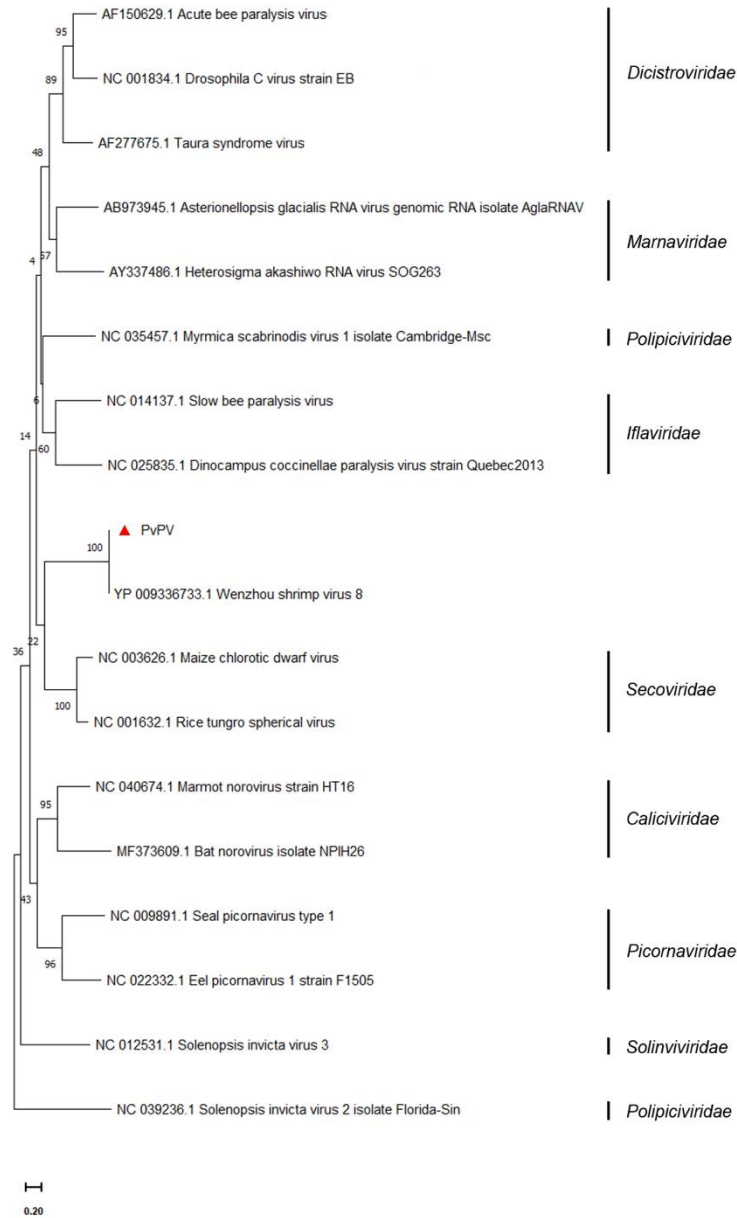 95
AF150629.1 Acute bee paralysis virus
89
NC 001834.1 Drosophila C virus strain EB
Dicistroviridae
48
AF277675.1 Taura syndrome virus
4
57
AB973945.1 Asterionellopsis glacialis RNA virus genomic RNA isolate AglaRNAV
Marnaviridae
AY337486.1 Heterosigma akashiwo RNA virus SOG263
NC 035457.1 Myrmica scabrinodis virus 1 isolate Cambridge-Msc
Polipiciviridae
6
NC 014137.1 Slow bee paralysis virus
14
60
Iflaviridae
NC 025835.1 Dinocampus coccinellae paralysis virus strain Quebec2013
PvPV
100
YP 009336733.1 Wenzhou shrimp virus 8
36
22
NC 003626.1 Maize chlorotic dwarf virus
Secoviridae
100
NC 001632.1 Rice tungro spherical virus
NC 040674.1 Marmot norovirus strain HT16
95
Caliciviridae
MF373609.1 Bat norovirus isolate NPIH26
43
NC 009891.1 Seal picornavirus type 1
Picornaviridae
96
NC 022332.1 Eel picornavirus 1 strain F1505
NC 012531.1 Solenopsis invicta virus 3
Solinviviridae
NC 039236.1 Solenopsis invicta virus 2 isolate Florida-Sin
Polipiciviridae
0.20